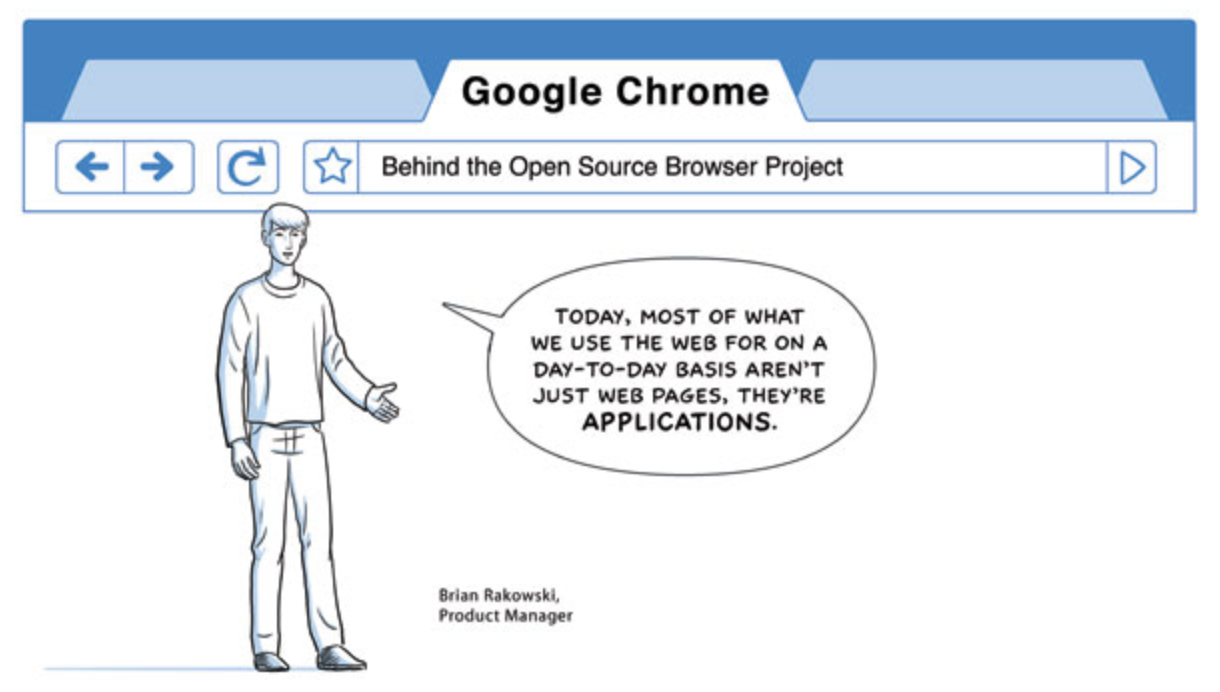 Google Chrome
Behind the Open Source Browser Project
TODAY, MOST OF WHAT
WE USE THE WEB FOR ON A
DAY-TO-DAY BASIS AREN'T
JUST WEB PAGES, THEY'RE
APPLICATIONS.
Brian Rakowski,
Product Manager